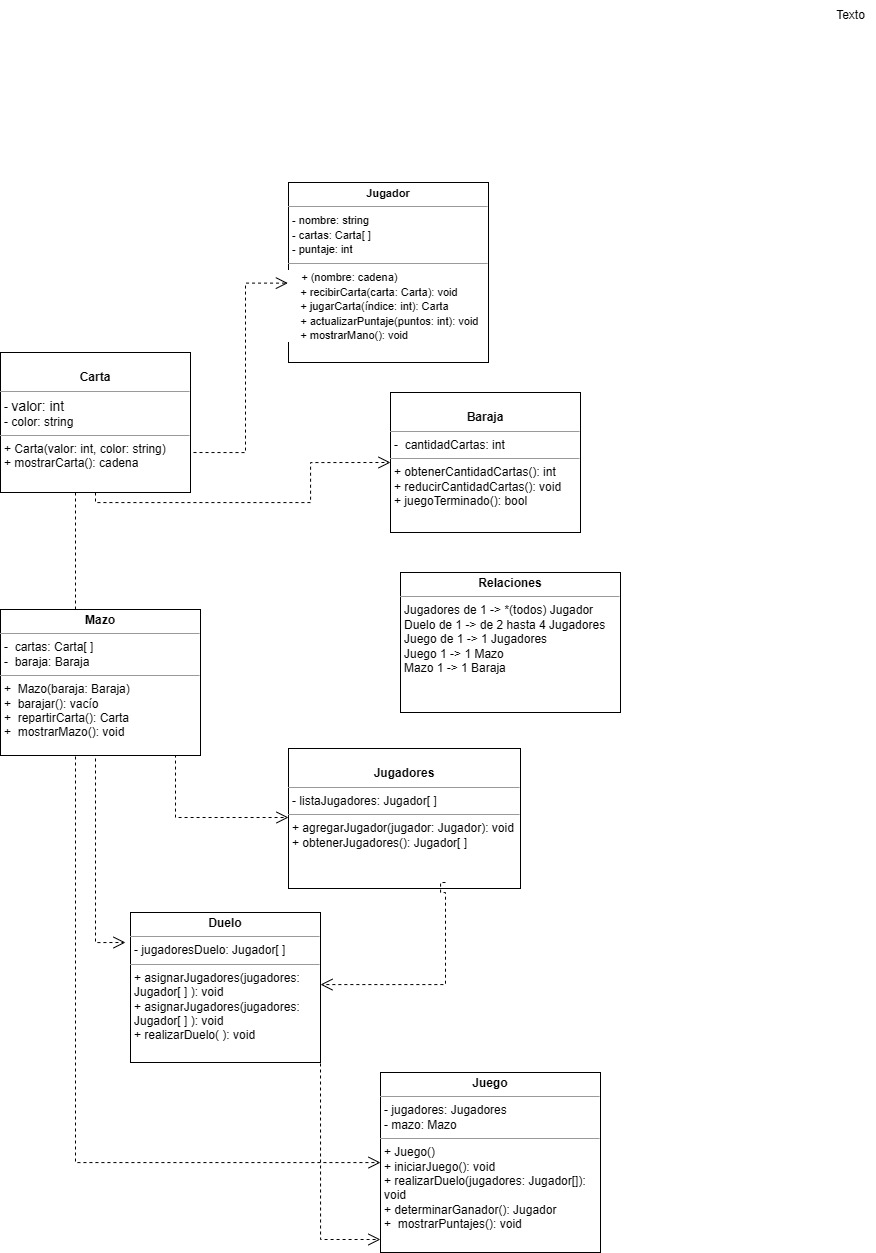 Texto
Jugador
- nombre: string
- cartas: Carta[ ]
- puntaje: int
+ (nombre: cadena)
+ recibirCarta(carta: Carta): void
+ jugarCarta(índice: int): Carta
+ actualizarPuntaje(puntos: int): void
+ mostrarMano(): void
Carta
- valor: int
- color: string
+ Carta(valor: int, color: string)
+ mostrarCarta(): cadena
Baraja
- cantidadCartas: int
+ obtenerCantidadCartas(): int
+ reducirCantidadCartas(): void
+ juegoTerminado(): bool
Relaciones
Jugadores de 1 -> *(todos) Jugador
Duelo de 1 -> de 2 hasta 4 Jugadores
Juego de 1 -> 1 Jugadores
Juego 1 -> 1 Mazo
Mazo 1 -> 1 Baraja
Mazo
- cartas: Carta[ ]
- baraja: Baraja
+ Mazo(baraja: Baraja)
+ barajar(): vacío
+ repartirCarta(): Carta
+ mostrarMazo(): void
Jugadores
- listaJugadores: Jugador[ ]
+ agregarJugador(jugador: Jugador): void
+ obtenerJugadores(): Jugador[ ]
Duelo
- jugadoresDuelo: Jugador[ ]
+ asignarJugadores(jugadores:
Jugador[ ] ): void
+ asignarJugadores(jugadores:
Jugador[ ] ): void
+ realizarDuelo( ): void
Juego
- jugadores: Jugadores
- mazo: Mazo
+ Juego()
+ iniciarJuego(): void
+ realizarDuelo(jugadores: Jugador[]):
void
+ determinarGanador(): Jugador
+ mostrarPuntajes(): void